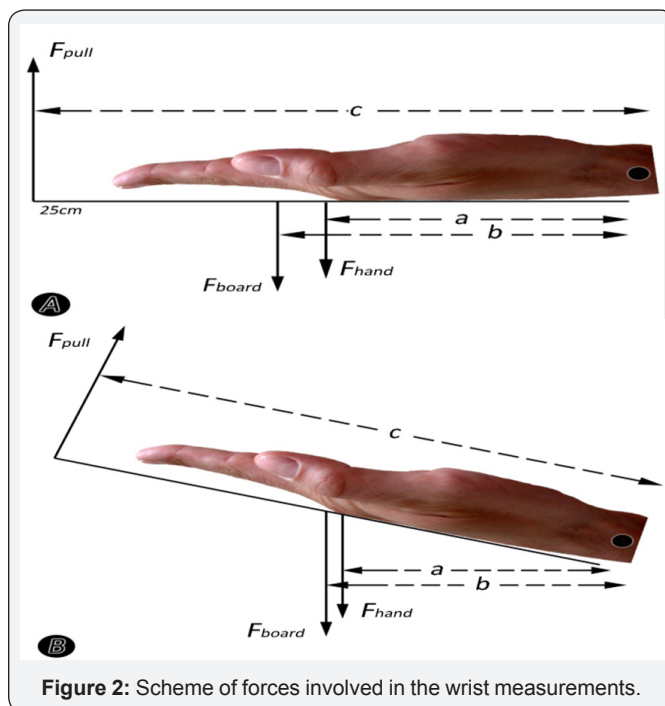 Fpull
c
25cm
a
b
Fhand
Fboard
A
Fpull
c
a
b
Fhand
Fboard
B
Figure 2: Scheme of forces involved in the wrist measurements.